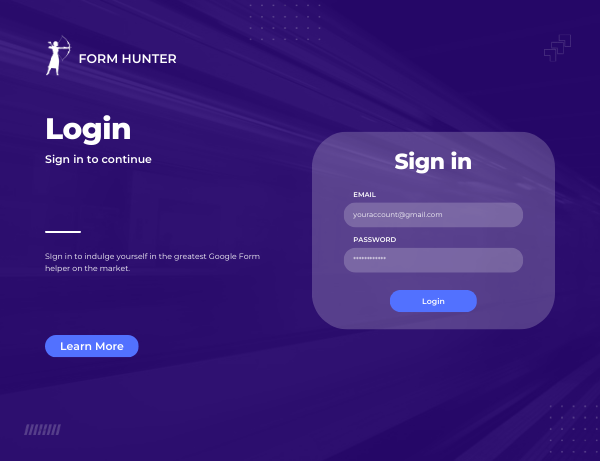 FORM HUNTER
Login
Sign in to continue
Sign in to indulge yourself in the greatest Google Form
helper on the market.
Learn More
Sign in
EMAIL
youraccount@gmail.com
PASSWORD
************
Login